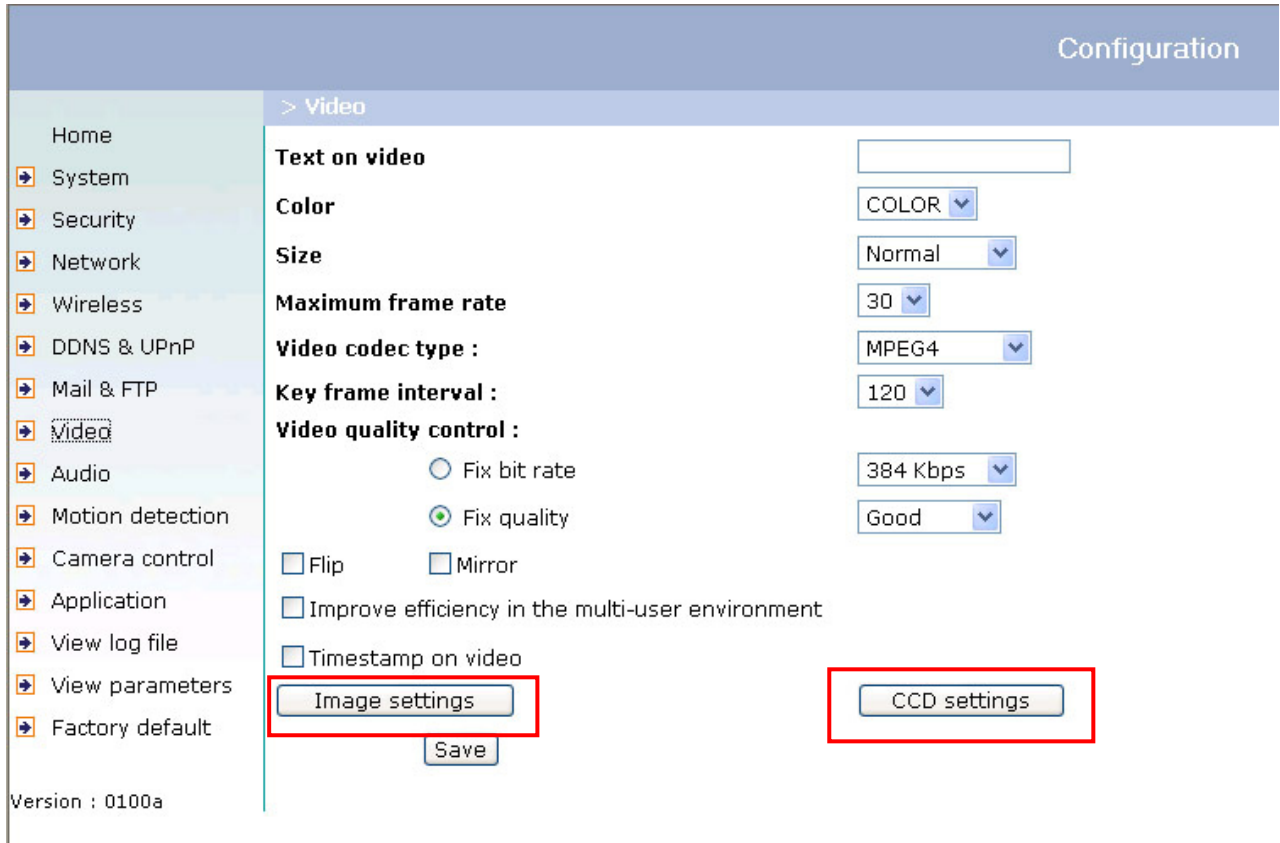 Configuration
> Video
Home
System
Security
Network
Wireless
DDNS & UPnP
Mail & FTP
Video
Audio
Motion detection
Camera control
Application
View log file
View parameters
Factory default
Version : 0100a
Text on video
Color COLOR
Size Normal
Maximum frame rate 30
Video codec type : MPEG4
Key frame interval : 120
Video quality control :
Fix bit rate 384 Kbps
Fix quality Good
Flip Mirror
Improve efficiency in the multi-user environment
Timestamp on video
Image settings CCD settings
Save